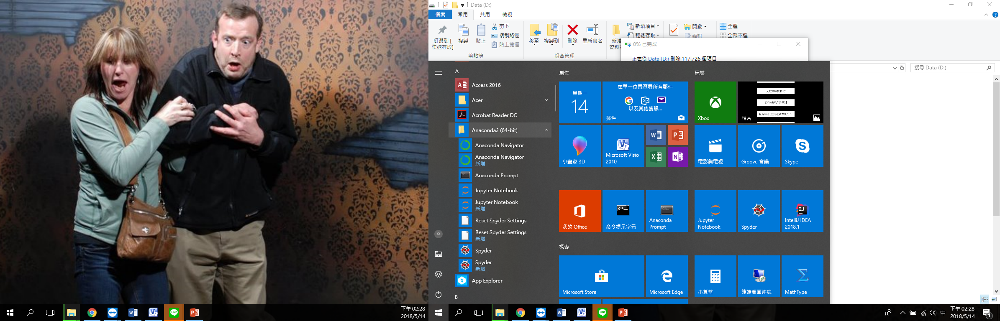 Data (D:)
檔案
常用
共用
檢視
釘選到 [
快速存取]
複製
貼上
剪下
複製路徑
貼上捷徑
剪貼簿
移至
複製到
刪除
重新命名
組合管理
新增
新增項目
輕鬆存取
開啟
編輯
全選
全部不選
0% 已完成
正在從 Data (D:) 刪除 117,726 個項目
搜尋 Data (D:)
A
Access 2016
Acer
Acrobat Reader DC
Anaconda3 (64-bit)
Anaconda Navigator
Anaconda Navigator
新增
Anaconda Prompt
Jupyter Notebook
Jupyter Notebook
新增
Reset Spyder Settings
Reset Spyder Settings
新增
Spyder
Spyder
新增
App Explorer
B
創作
星期一
14
在單一位置查看所有郵件
以及其他資訊...
郵件
小畫家 3D
Microsoft Visio
2010
玩樂
Xbox
相片
電影與電視
Groove 音樂
Skype
我的 Office
命令提示字元
Anaconda
Prompt
Jupyter
Notebook
Spyder
IntelliJ IDEA
2018.1
探索
Microsoft Store
Microsoft Edge
小算盤
遠端桌面連線
MathType
下午 02:28
2018/5/14
LINE
LINE
中
下午 02:28
2018/5/14
1